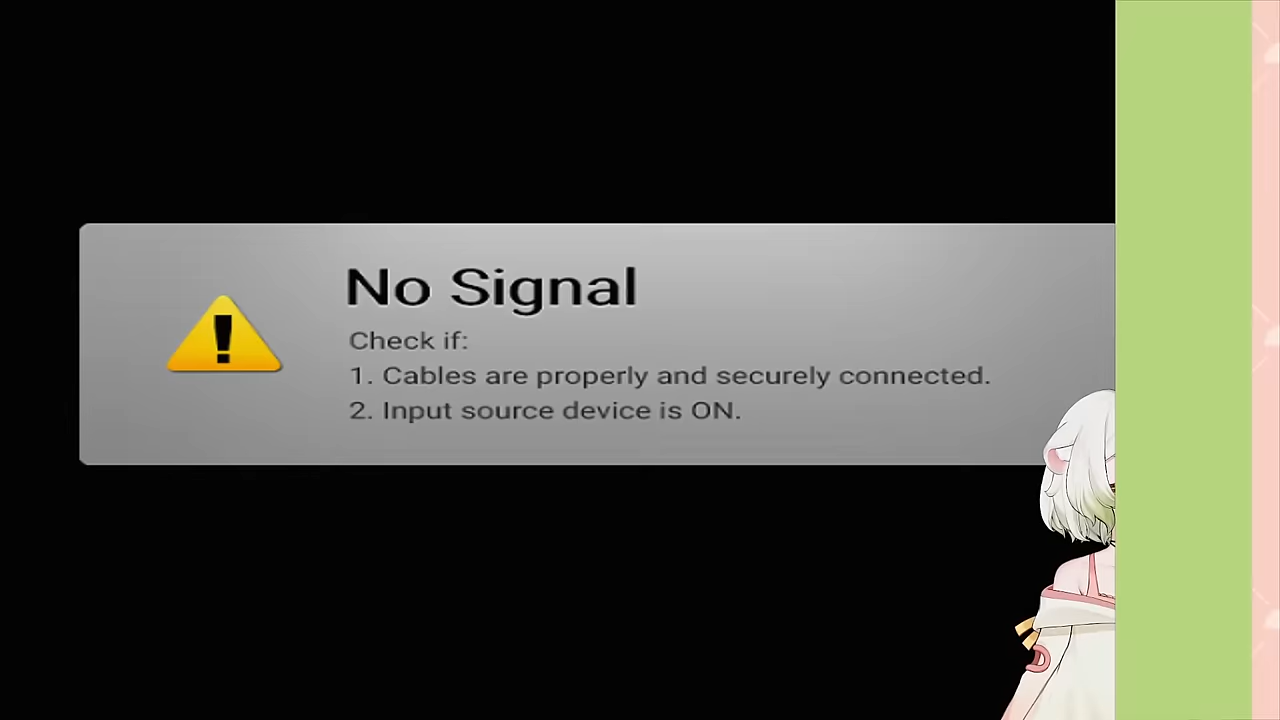 No Signal
Check if:
1. Cables are properly and securely connected.
2. Input source device is ON.